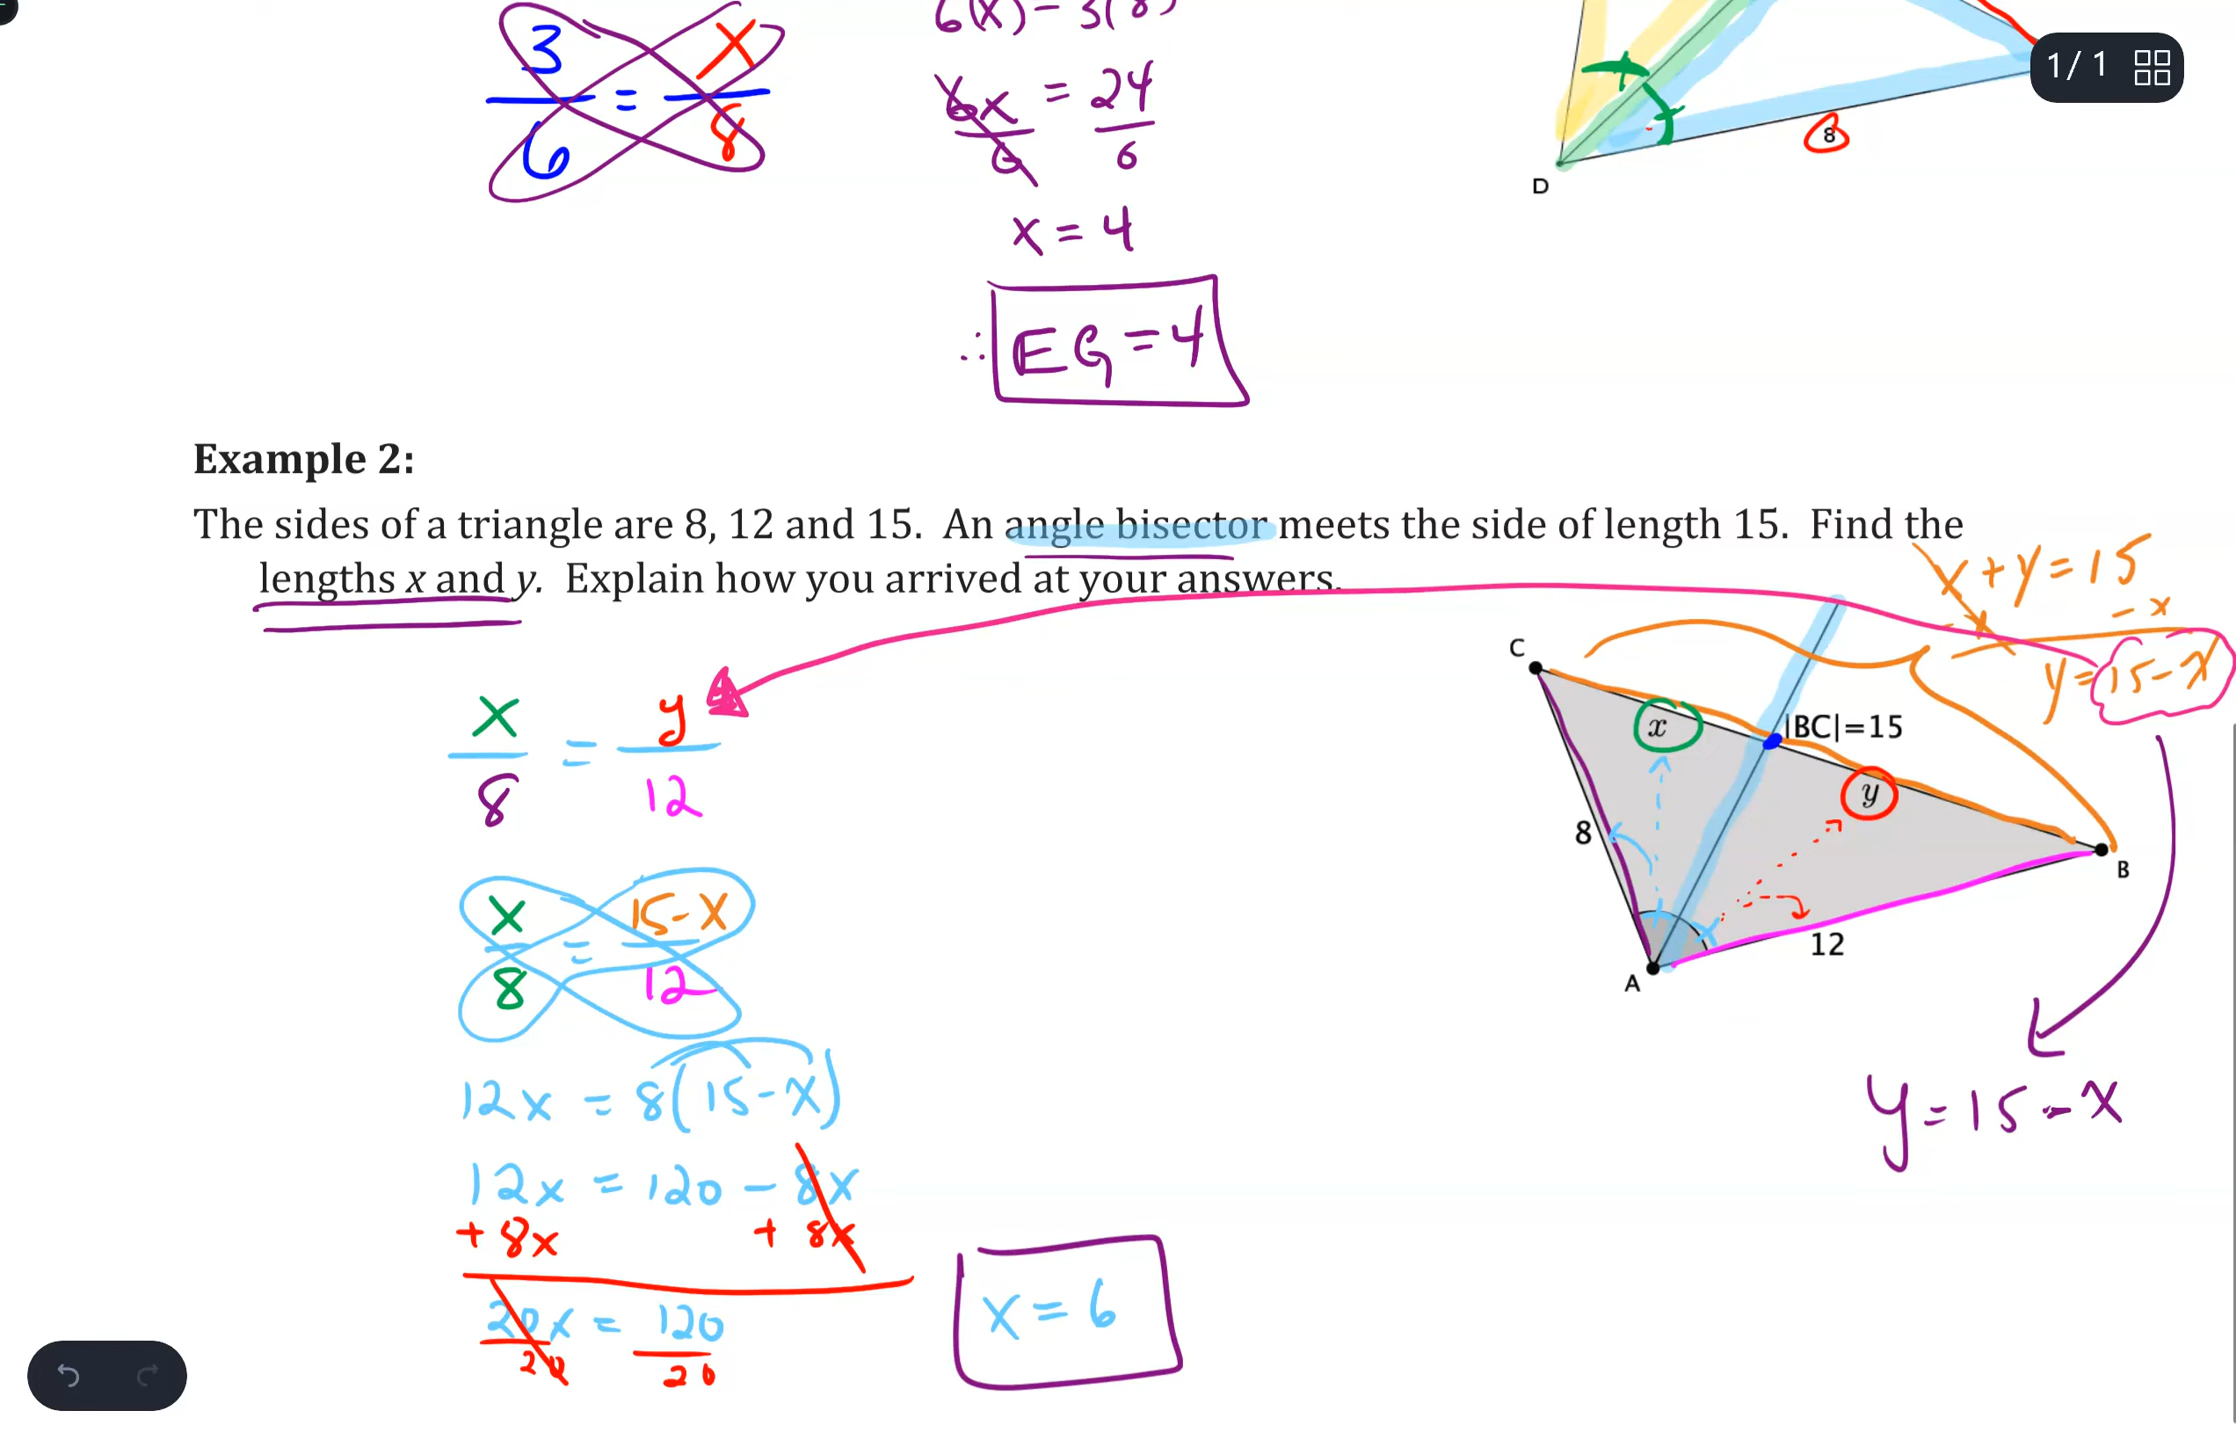 3/6 = x/8
6(x) = 3(8)
6x/6 = 24/6
x = 4
∴ EG = 4
D
8
1/ 1
Example 2:
The sides of a triangle are 8, 12 and 15. An angle bisector meets the side of length 15. Find the
lengths x and y. Explain how you arrived at your answers.
x + y = 15
-x - x
y = 15 - x
x/8 = y/12
x/8 = 15-x/12
12x = 8(15-x)
12x = 120 - 8x
+ 8x + 8x
20x/20 = 120/20
x = 6
C
x
|BC|=15
y
8
B
12
A
y = 15 - x